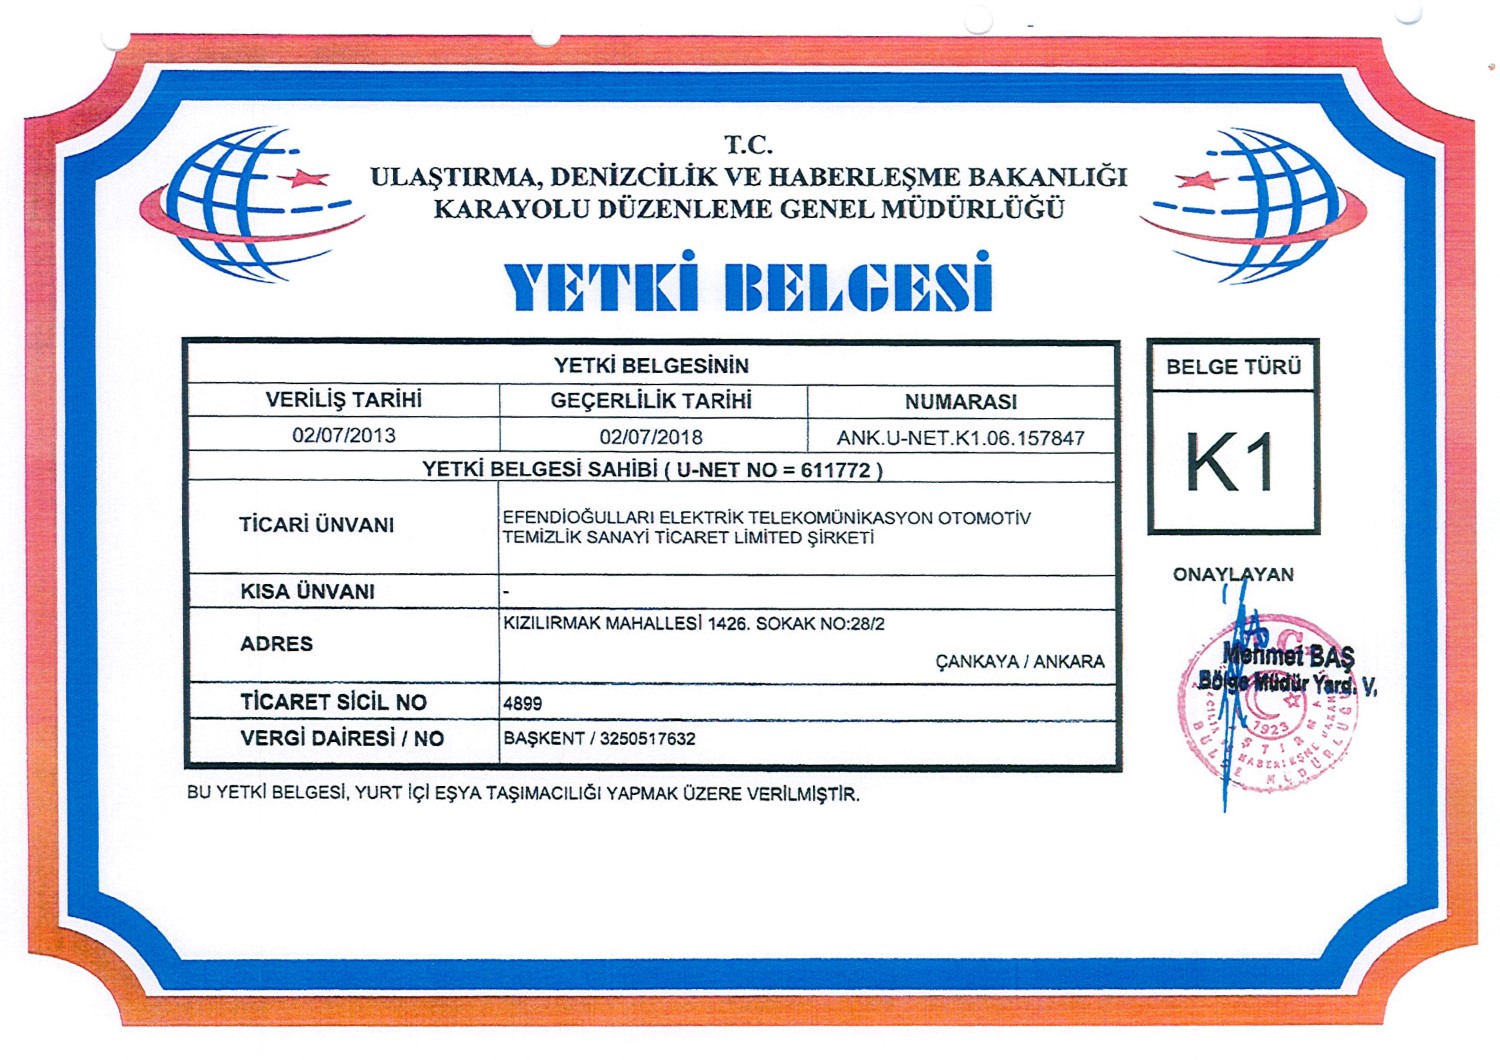 T.C.
ULAŞTIRMA, DENİZCİLİK VE HABERLEŞME BAKANLIĞI
KARAYOLU DÜZENLEME GENEL MÜDÜRLÜĞÜ
YETKİ BELGESİ
YETKİ BELGESİNİN
VERİLİŞ TARİHİ GEÇERLİLİK TARİHİ NUMARASI
02/07/2013 02/07/2018 ANK.U-NET.K1.06.157847
YETKİ BELGESİ SAHİBİ ( U-NET NO = 611772 )
TİCARİ ÜNVANI
EFENDİOĞULLARI ELEKTRİK TELEKOMÜNİKASYON OTOMOTİV
TEMİZLİK SANAYİ TİCARET LİMİTED ŞİRKETİ
KISA ÜNVANI -
ADRES
KIZILIRMAK MAHALLESİ 1426. SOKAK NO:28/2
ÇANKAYA / ANKARA
TİCARET SİCİL NO 4899
VERGİ DAİRESİ / NO BAŞKENT / 3250517632
BU YETKİ BELGESİ, YURT İÇİ EŞYA TAŞIMACILIĞI YAPMAK ÜZERE VERİLMİŞTİR.
BELGE TÜRÜ
K1
ONAYLAYAN
Mehmet BAŞ
Bölge Müdür Yard. V.
1923